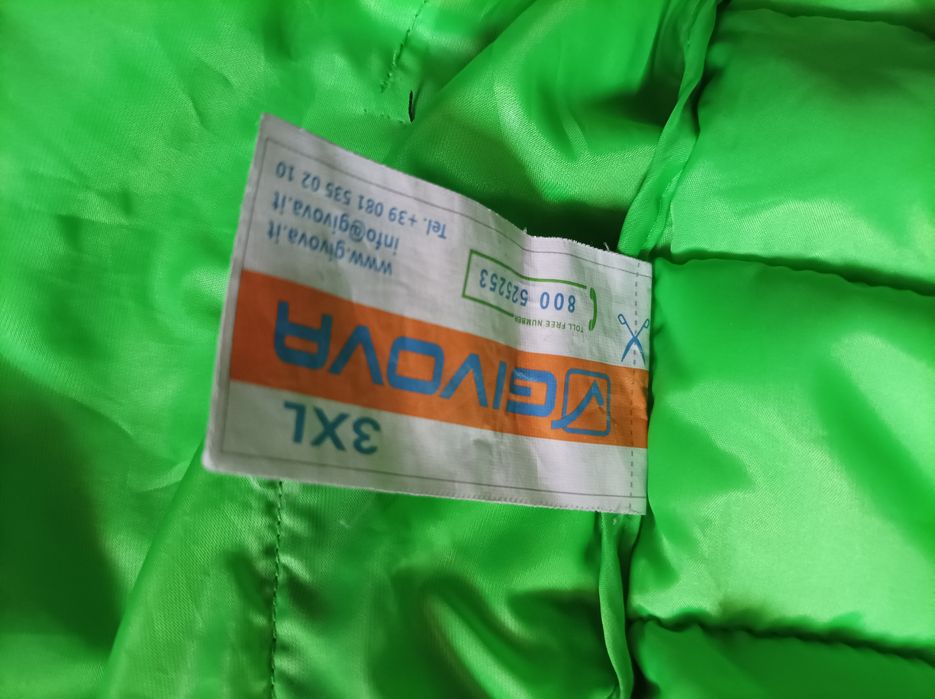 3XL
GIVOVA
TOLL FREE NUMBER
800 525253
www.givova.it
info@givova.it
Tel. +39 081 535 02 10